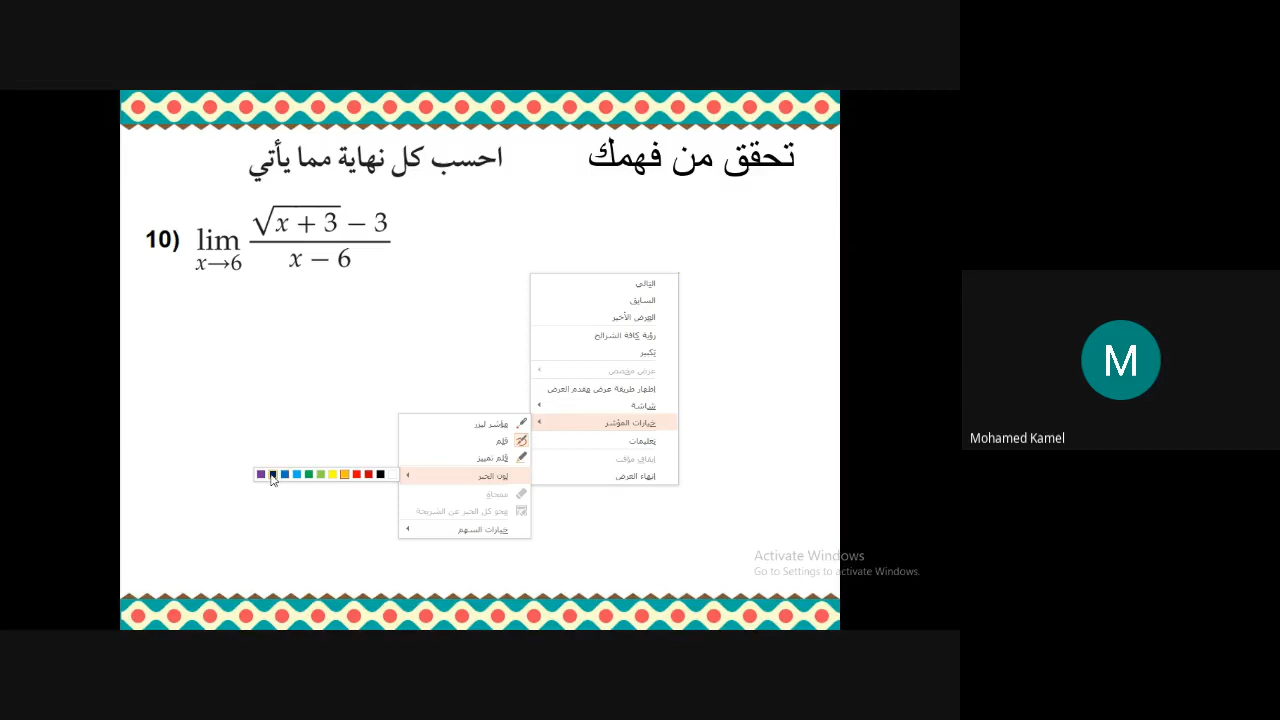 تحقق من فهمك
احسب كل نهاية مما يأتي
10) lim x→6 (√(x + 3) − 3)/(x − 6)
التالي
السابق
العرض الأخير
رؤية كافة الشرائح
تكبير
عرض مخصص
إظهار طريقة عرض مقدم العرض
شاشة
خيارات المؤشر
تعليمات
إيقاف مؤقت
إنهاء العرض
مؤشر ليزر
قلم
قلم تمييز
لون الحبر
ممحاة
محو كل الحبر عن الشريحة
خيارات السهم
M
Mohamed Kamel
Activate Windows
Go to Settings to activate Windows.